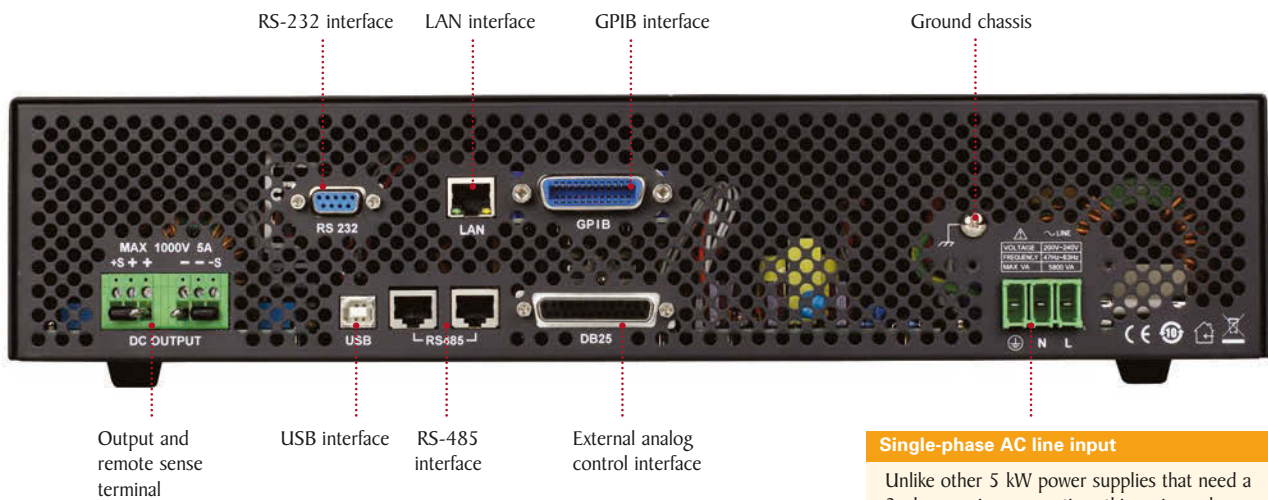 RS-232 interface LAN interface GPIB interface Ground chassis
RS 232
LAN
GPIB
MAX 1000V 5A
+S + + − − -S
DC OUTPUT
USB
RS485
DB25
~ LINE
VOLTAGE 200V~240V
FREQUENCY 47Hz~63Hz
MAX VA 5800 VA
N L
CE 10
Output and
remote sense
terminal
USB interface
RS-485
interface
External analog
control interface
Single-phase AC line input
Unlike other 5 kW power supplies that need a